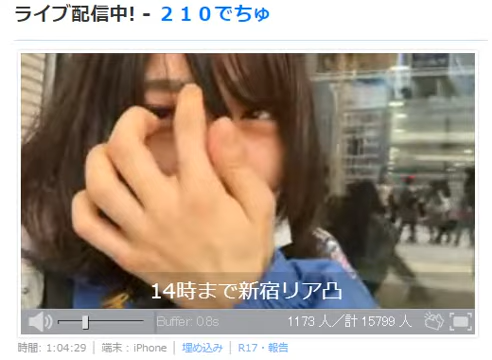 ライブ配信中! - ２１０でちゅ
14時まで新宿リア凸
Buffer: 0.8s 1173 人／計 15799 人
時間: 1:04:29 | 端末 : iPhone | 埋め込み | R17・報告